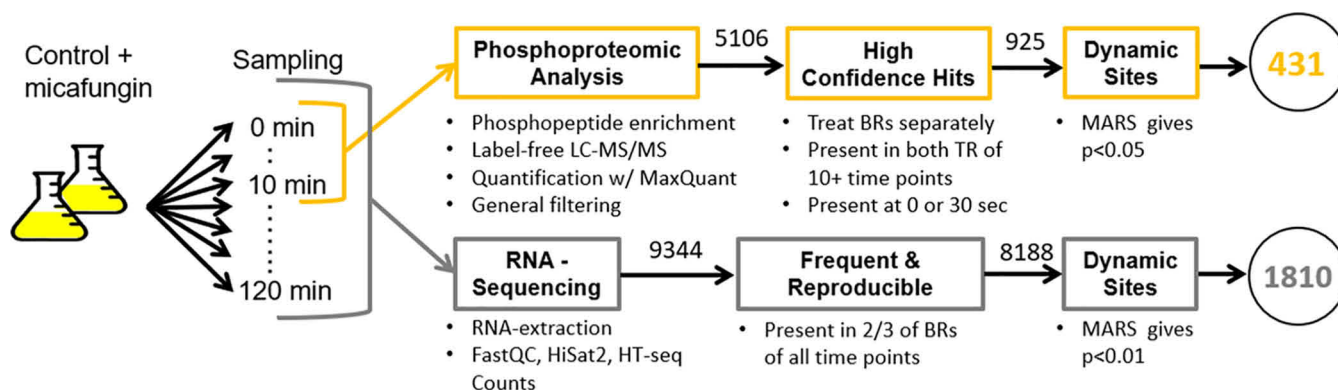 Control +
micafungin
Sampling
0 min
10 min
120 min
Phosphoproteomic
Analysis
5106
High
Confidence Hits
925
Dynamic
Sites
431
• Phosphopeptide enrichment
• Label-free LC-MS/MS
• Quantification w/ MaxQuant
• General filtering
• Treat BRs separately
• Present in both TR of
10+ time points
• Present at 0 or 30 sec
• MARS gives
p<0.05
RNA -
Sequencing
9344
Frequent &
Reproducible
8188
Dynamic
Sites
1810
• RNA-extraction
• FastQC, HiSat2, HT-seq
Counts
• Present in 2/3 of BRs
of all time points
• MARS gives
p<0.01